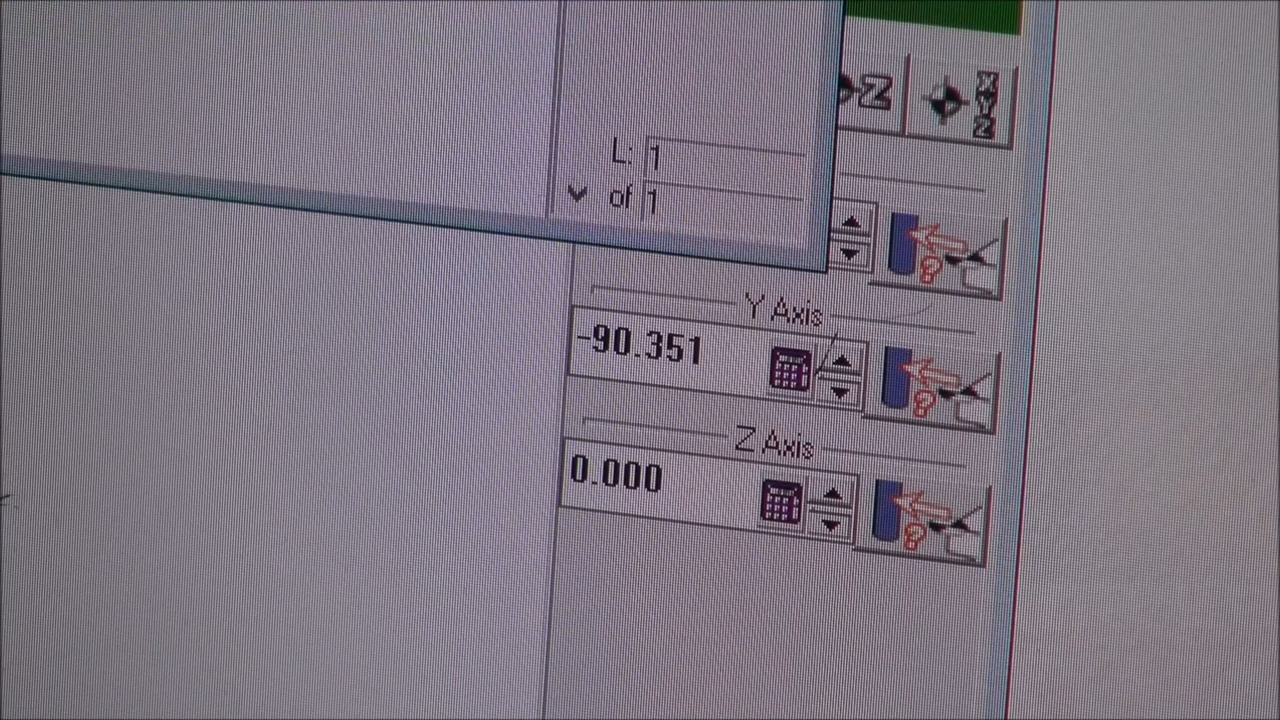 Z
X
Y
Z
L: 1
of 1
?
Y Axis
-90.351
?
Z Axis
0.000
?